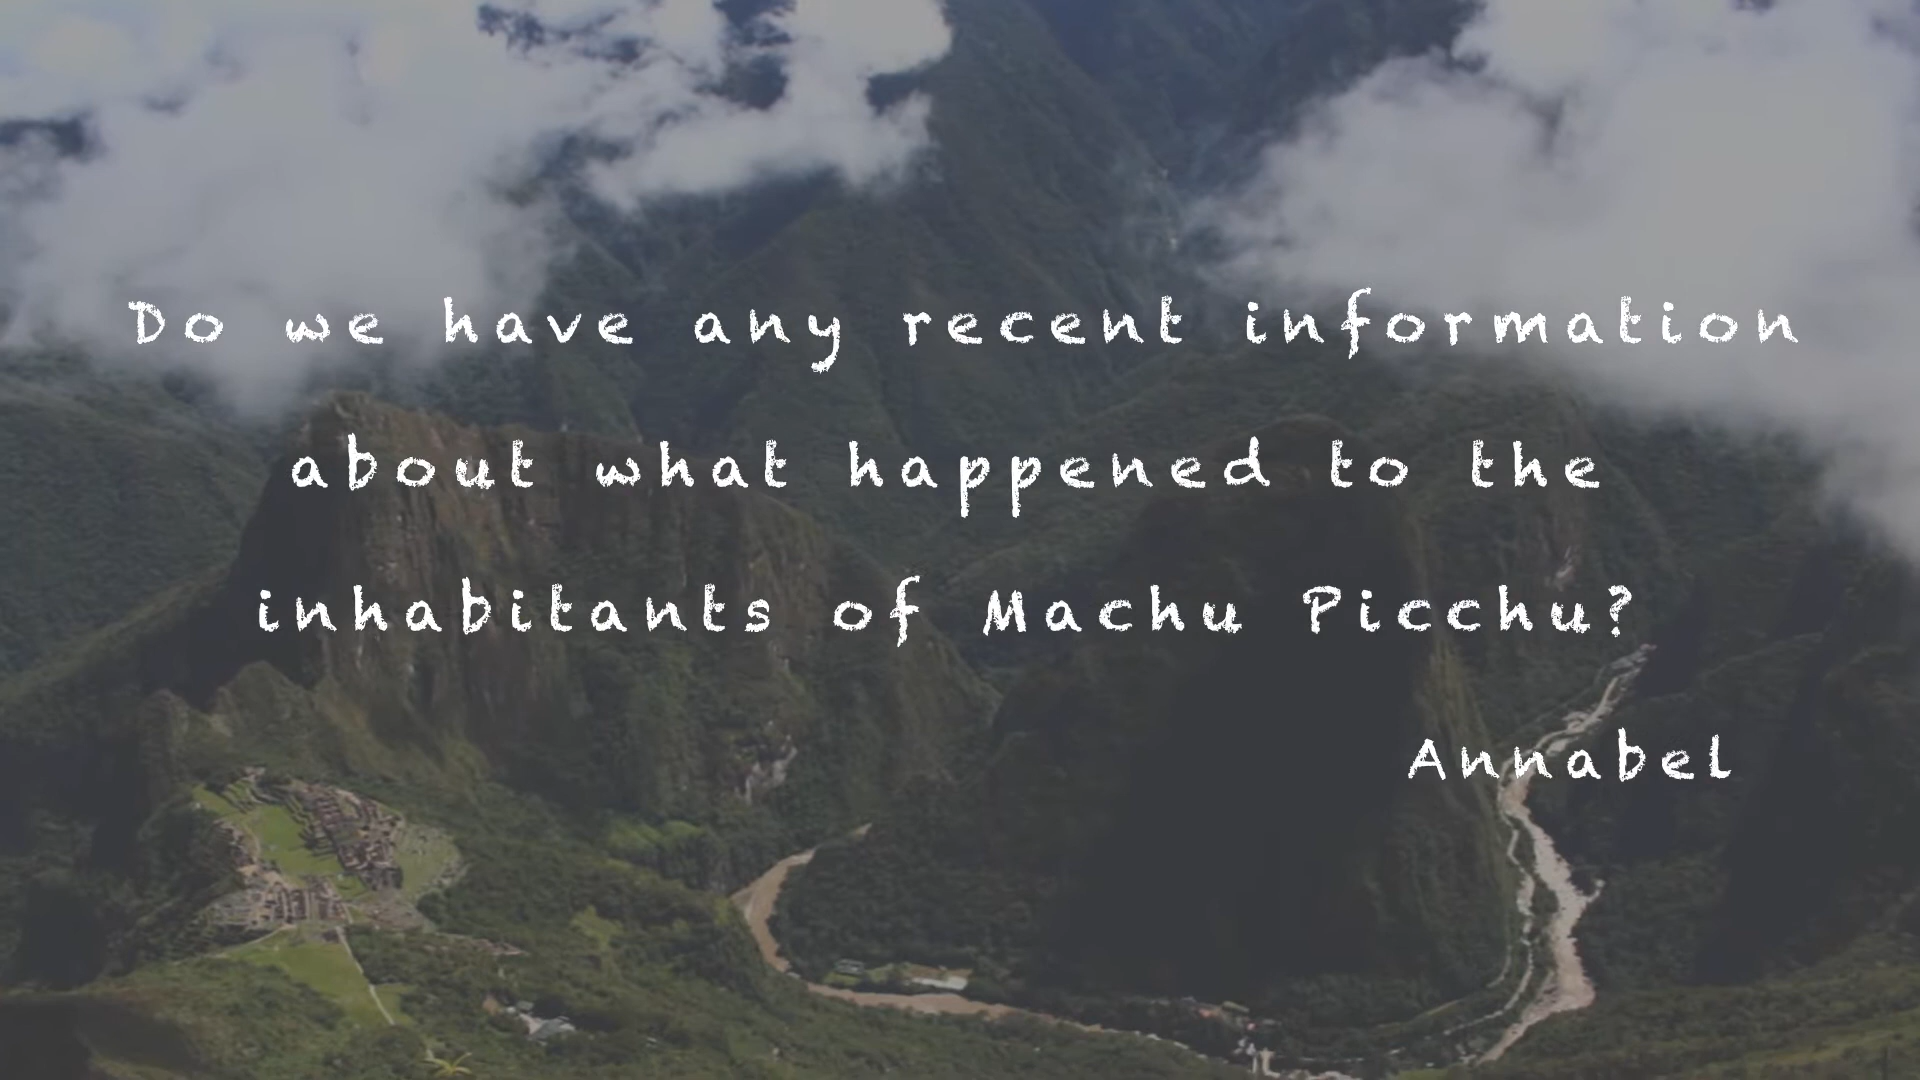 Do we have any recent information
about what happened to the
inhabitants of Machu Picchu?
Annabel